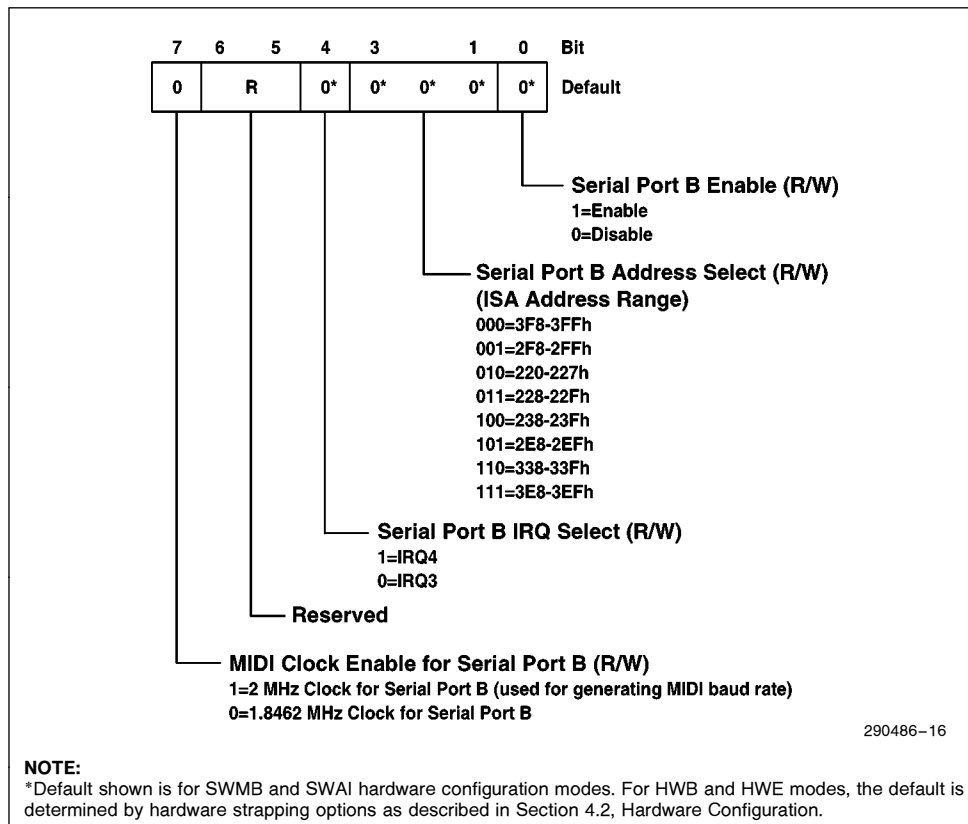 7 6 5 4 3 1 0 Bit
0 R 0* 0* 0* 0* 0* Default
Serial Port B Enable (R/W)
1=Enable
0=Disable
Serial Port B Address Select (R/W)
(ISA Address Range)
000=3F8-3FFh
001=2F8-2FFh
010=220-227h
011=228-22Fh
100=238-23Fh
101=2E8-2EFh
110=338-33Fh
111=3E8-3EFh
Serial Port B IRQ Select (R/W)
1=IRQ4
0=IRQ3
Reserved
MIDI Clock Enable for Serial Port B (R/W)
1=2 MHz Clock for Serial Port B (used for generating MIDI baud rate)
0=1.8462 MHz Clock for Serial Port B
290486–16
NOTE:
*Default shown is for SWMB and SWAI hardware configuration modes. For HWB and HWE modes, the default is
determined by hardware strapping options as described in Section 4.2, Hardware Configuration.